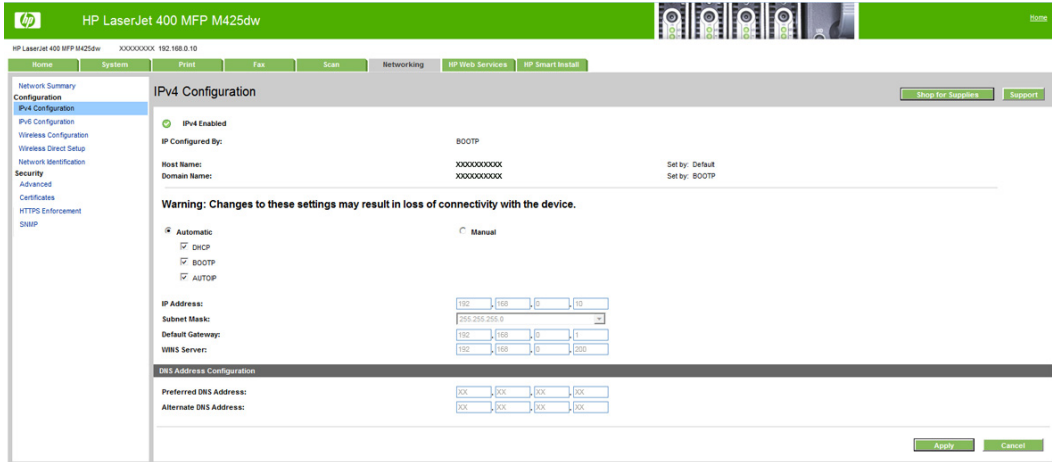 hp HP LaserJet 400 MFP M425dw Home
HP LaserJet 400 MFP M425dw XXXXXXXX 192.168.0.10
Home System Print Fax Scan Networking HP Web Services HP Smart Install
Network Summary
Configuration
IPv4 Configuration
IPv6 Configuration
Wireless Configuration
Wireless Direct Setup
Network Identification
Security
Advanced
Certificates
HTTPS Enforcement
SNMP
IPv4 Configuration Shop for Supplies Support
IPv4 Enabled
IP Configured By: BOOTP
Host Name: XXXXXXXXXX Set by: Default
Domain Name: XXXXXXXXXX Set by: BOOTP
Warning: Changes to these settings may result in loss of connectivity with the device.
Automatic Manual
DHCP
BOOTP
AUTOIP
IP Address: 192 . 168 . 0 . 10
Subnet Mask: 255.255.255.0
Default Gateway: 192 . 168 . 0 . 1
WINS Server: 192 . 168 . 0 . 200
DNS Address Configuration
Preferred DNS Address: XX . XX . XX . XX
Alternate DNS Address: XX . XX . XX . XX
Apply Cancel